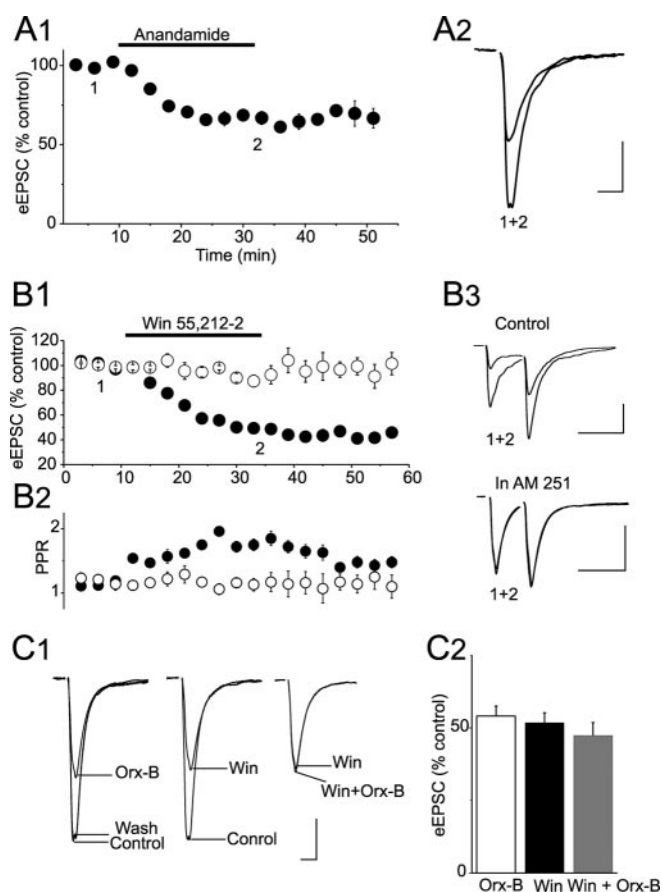 A1
Anandamide
100
50
0
eEPSC (% control)
1
2
0 10 20 30 40 50
Time (min)
A2
1+2
B1
Win 55,212-2
120
100
80
60
40
20
eEPSC (% control)
1
2
0 10 20 30 40 50 60
B2
2
1
PPR
B3
Control
1+2
In AM 251
1+2
C1
Orx-B
Wash
Control
Win
Conrol
Win
Win+Orx-B
C2
eEPSC (% control)
50
0
Orx-B Win Win + Orx-B